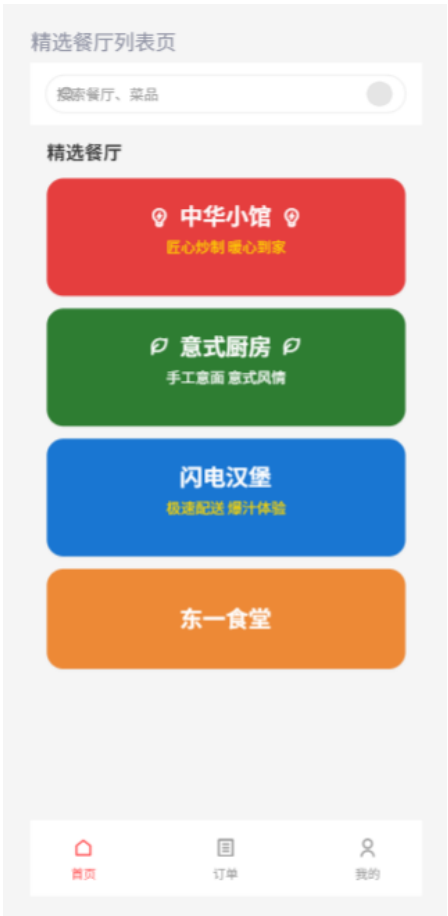 精选餐厅列表页
搜索餐厅、菜品
精选餐厅
中华小馆
匠心炒制 暖心到家
意式厨房
手工意面 意式风情
闪电汉堡
极速配送 爆汁体验
东一食堂
首页 订单 我的